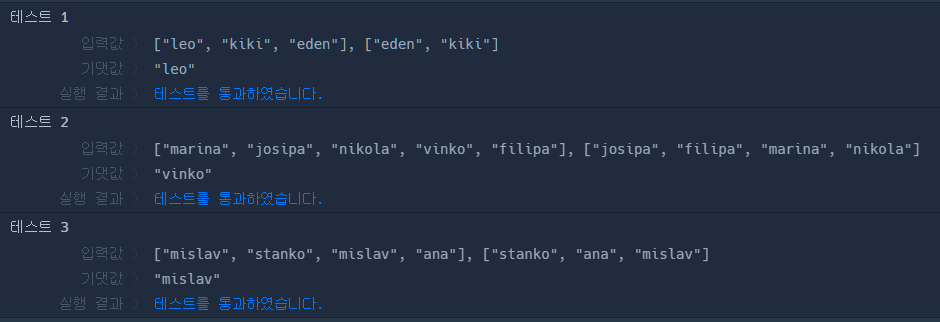 테스트 1
입력값 〉 ["leo", "kiki", "eden"], ["eden", "kiki"]
기댓값 〉 "leo"
실행 결과 〉 테스트를 통과하였습니다.
테스트 2
입력값 〉 ["marina", "josipa", "nikola", "vinko", "filipa"], ["josipa", "filipa", "marina", "nikola"]
기댓값 〉 "vinko"
실행 결과 〉 테스트를 통과하였습니다.
테스트 3
입력값 〉 ["mislav", "stanko", "mislav", "ana"], ["stanko", "ana", "mislav"]
기댓값 〉 "mislav"
실행 결과 〉 테스트를 통과하였습니다.